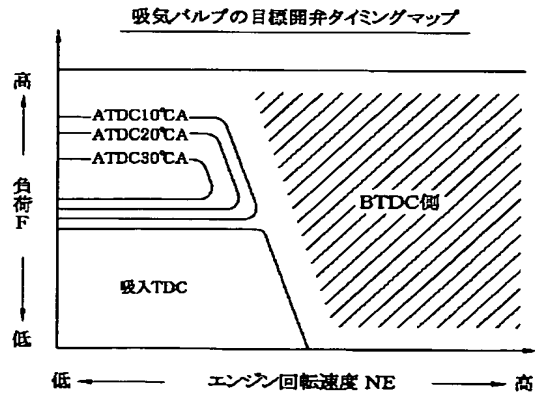 吸気バルブの目標開弁タイミングマップ
高
ATDC10℃A
ATDC20℃A
ATDC30℃A
負荷F
BTDC側
吸入TDC
低
低 エンジン回転速度 NE 高